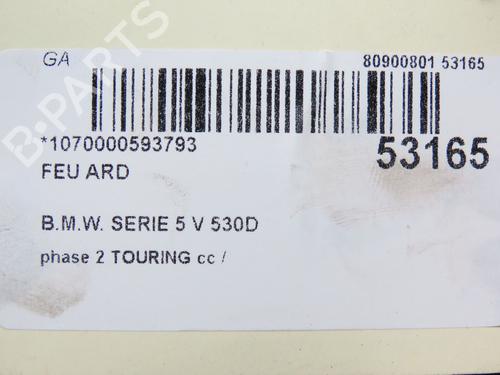 GA
80900801 53165
*1070000593793
53165
FEU ARD
B.M.W. SERIE 5 V 530D
phase 2 TOURING cc /
B-PARTS